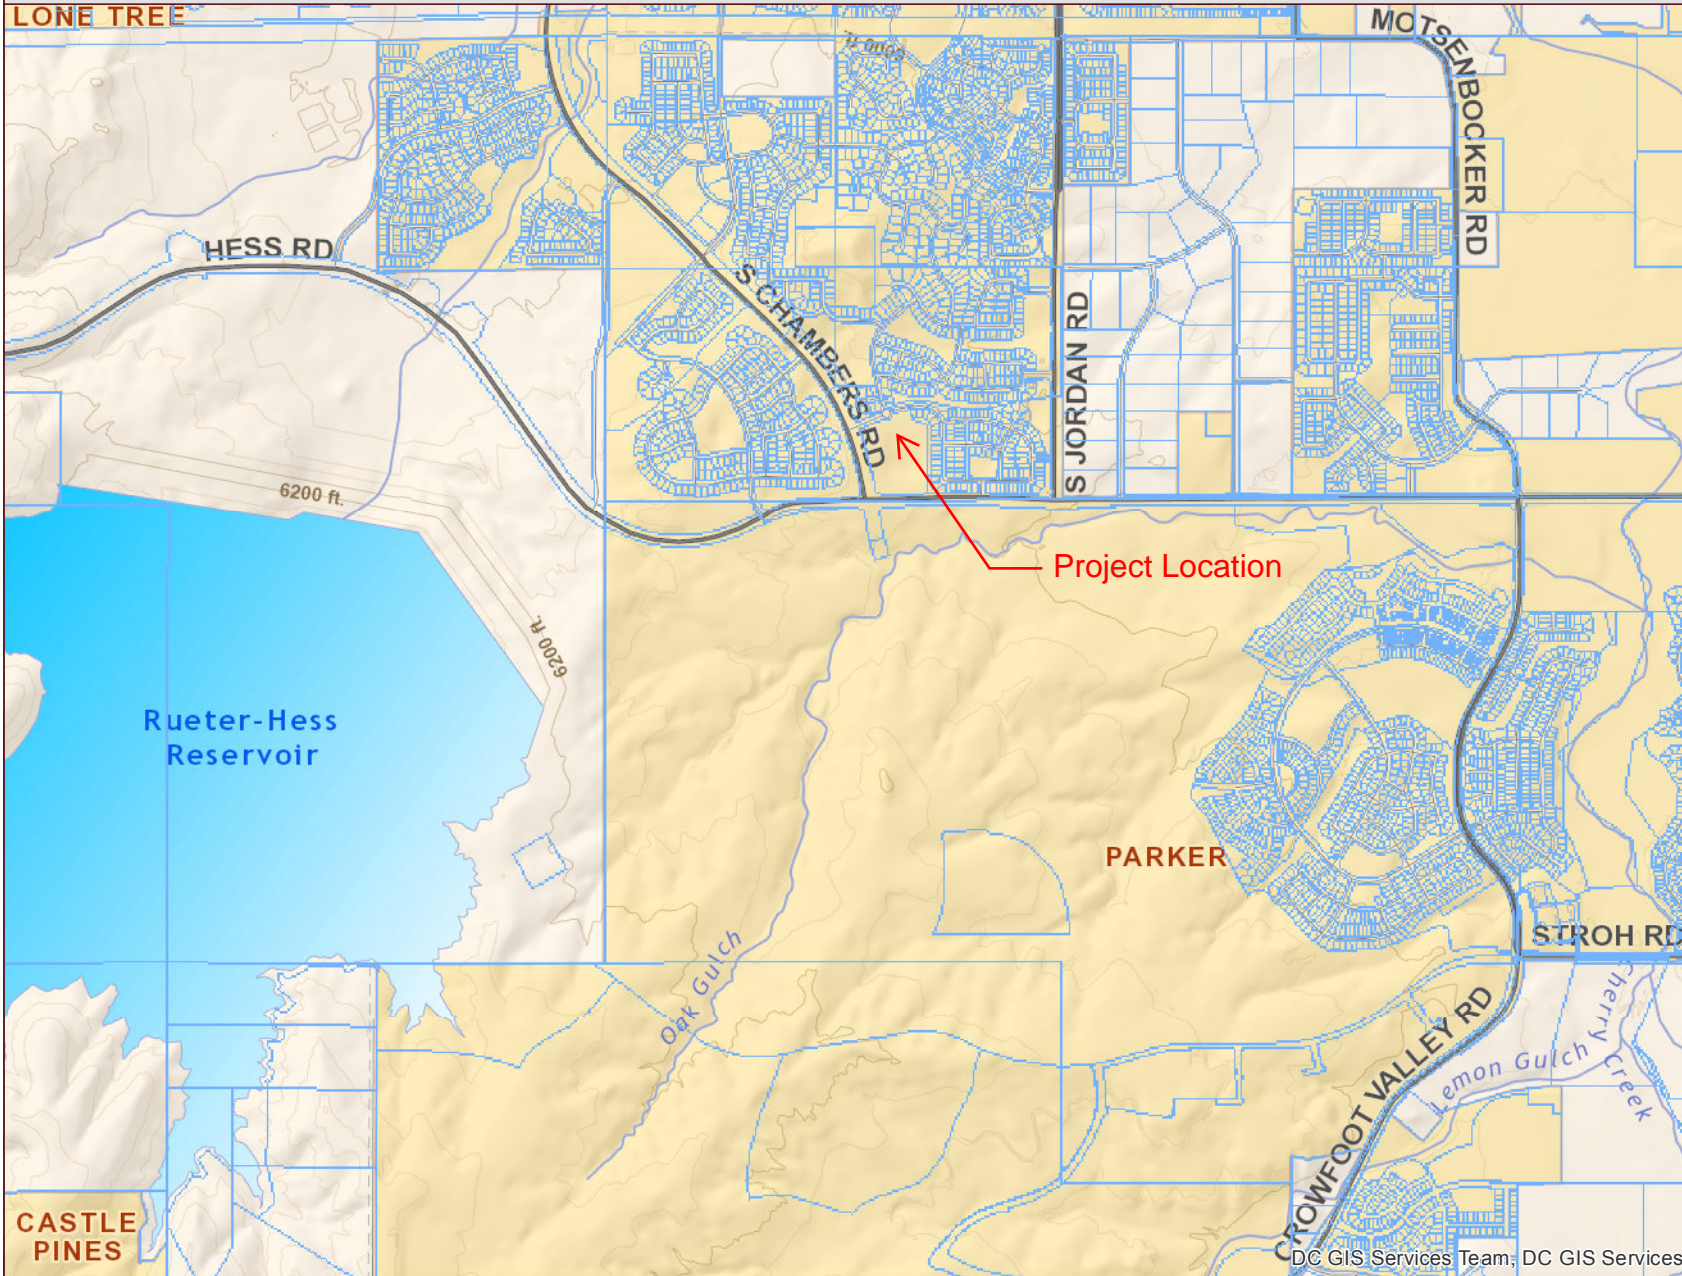 LONE TREE
MOTSENBOCKER RD
6000 ft.
HESS RD
S CHAMBERS RD
S JORDAN RD
6200 ft.
Project Location
6200 ft.
Rueter-Hess
Reservoir
PARKER
STROH RD
Oak Gulch
Cherry Creek
Lemon Gulch
CROWFOOT VALLEY RD
CASTLE
PINES
DC GIS Services Team, DC GIS Services